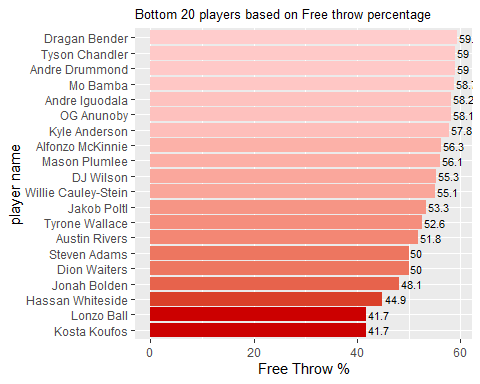 Bottom 20 players based on Free throw percentage
player name
Dragan Bender 59.
Tyson Chandler 59
Andre Drummond 59
Mo Bamba 58.7
Andre Iguodala 58.2
OG Anunoby 58.1
Kyle Anderson 57.8
Alfonzo McKinnie 56.3
Mason Plumlee 56.1
DJ Wilson 55.3
Willie Cauley-Stein 55.1
Jakob Poltl 53.3
Tyrone Wallace 52.6
Austin Rivers 51.8
Steven Adams 50
Dion Waiters 50
Jonah Bolden 48.1
Hassan Whiteside 44.9
Lonzo Ball 41.7
Kosta Koufos 41.7
0 20 40 60
Free Throw %